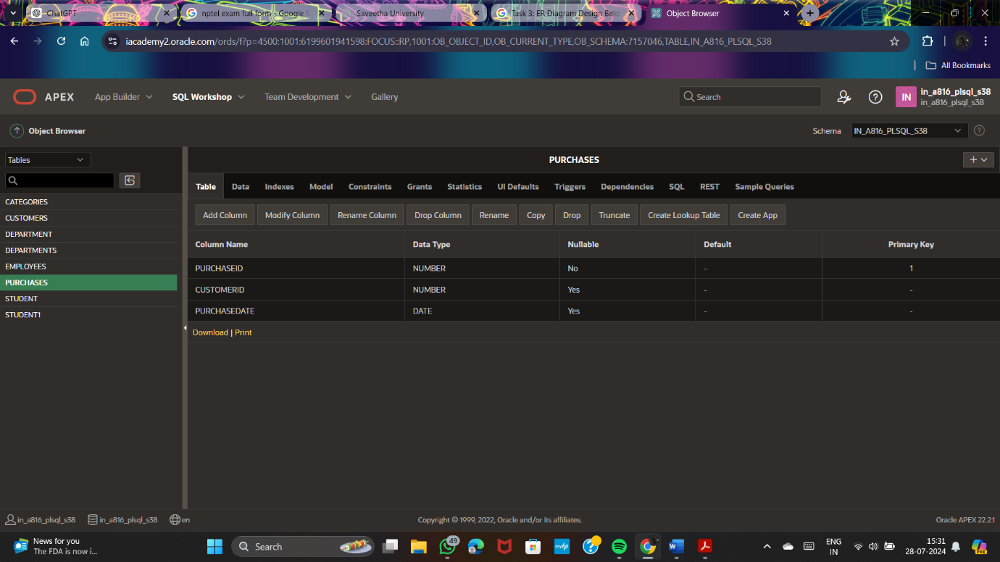 ChatGPT
nptel exam full form - Google S
Saveetha University
Task 3: ER Diagram Design Belo
Object Browser
iacademy2.oracle.com/ords/f?p=4500:1001:6199601941598:FOCUS::RP,1001:OB_OBJECT_ID,OB_CURRENT_TYPE,OB_SCHEMA:7157046,TABLE,IN_A816_PLSQL_S38
All Bookmarks
APEX App Builder SQL Workshop Team Development Gallery Search IN in_a816_plsql_s38
in_a816_plsql_s38
Object Browser Schema IN_A816_PLSQL_S38
Tables
PURCHASES
Table Data Indexes Model Constraints Grants Statistics UI Defaults Triggers Dependencies SQL REST Sample Queries
Add Column Modify Column Rename Column Drop Column Rename Copy Drop Truncate Create Lookup Table Create App
CATEGORIES
CUSTOMERS
DEPARTMENT
DEPARTMENTS
EMPLOYEES
PURCHASES
STUDENT
STUDENT1
Column Name Data Type Nullable Default Primary Key
PURCHASEID NUMBER No - 1
CUSTOMERID NUMBER Yes - -
PURCHASEDATE DATE Yes - -
Download | Print
in_a816_plsql_s38 in_a816_plsql_s38 en Copyright © 1999, 2022, Oracle and/or its affiliates. Oracle APEX 22.2.1
News for you
The FDA is now i...
Search
49
myhp
ENG
IN
15:31
28-07-2024
PRE